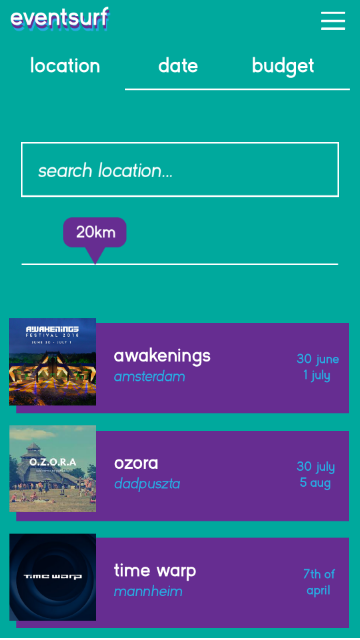 eventsurf
location date budget
search location...
20km
AWAKENINGS
FESTIVAL 2018
JUNE 30 - JULY 1
awakenings
amsterdam
30 june
1 july
O.Z.O.R.A
ozora
dadpuszta
30 july
5 aug
TIME WARP
time warp
mannheim
7th of
april